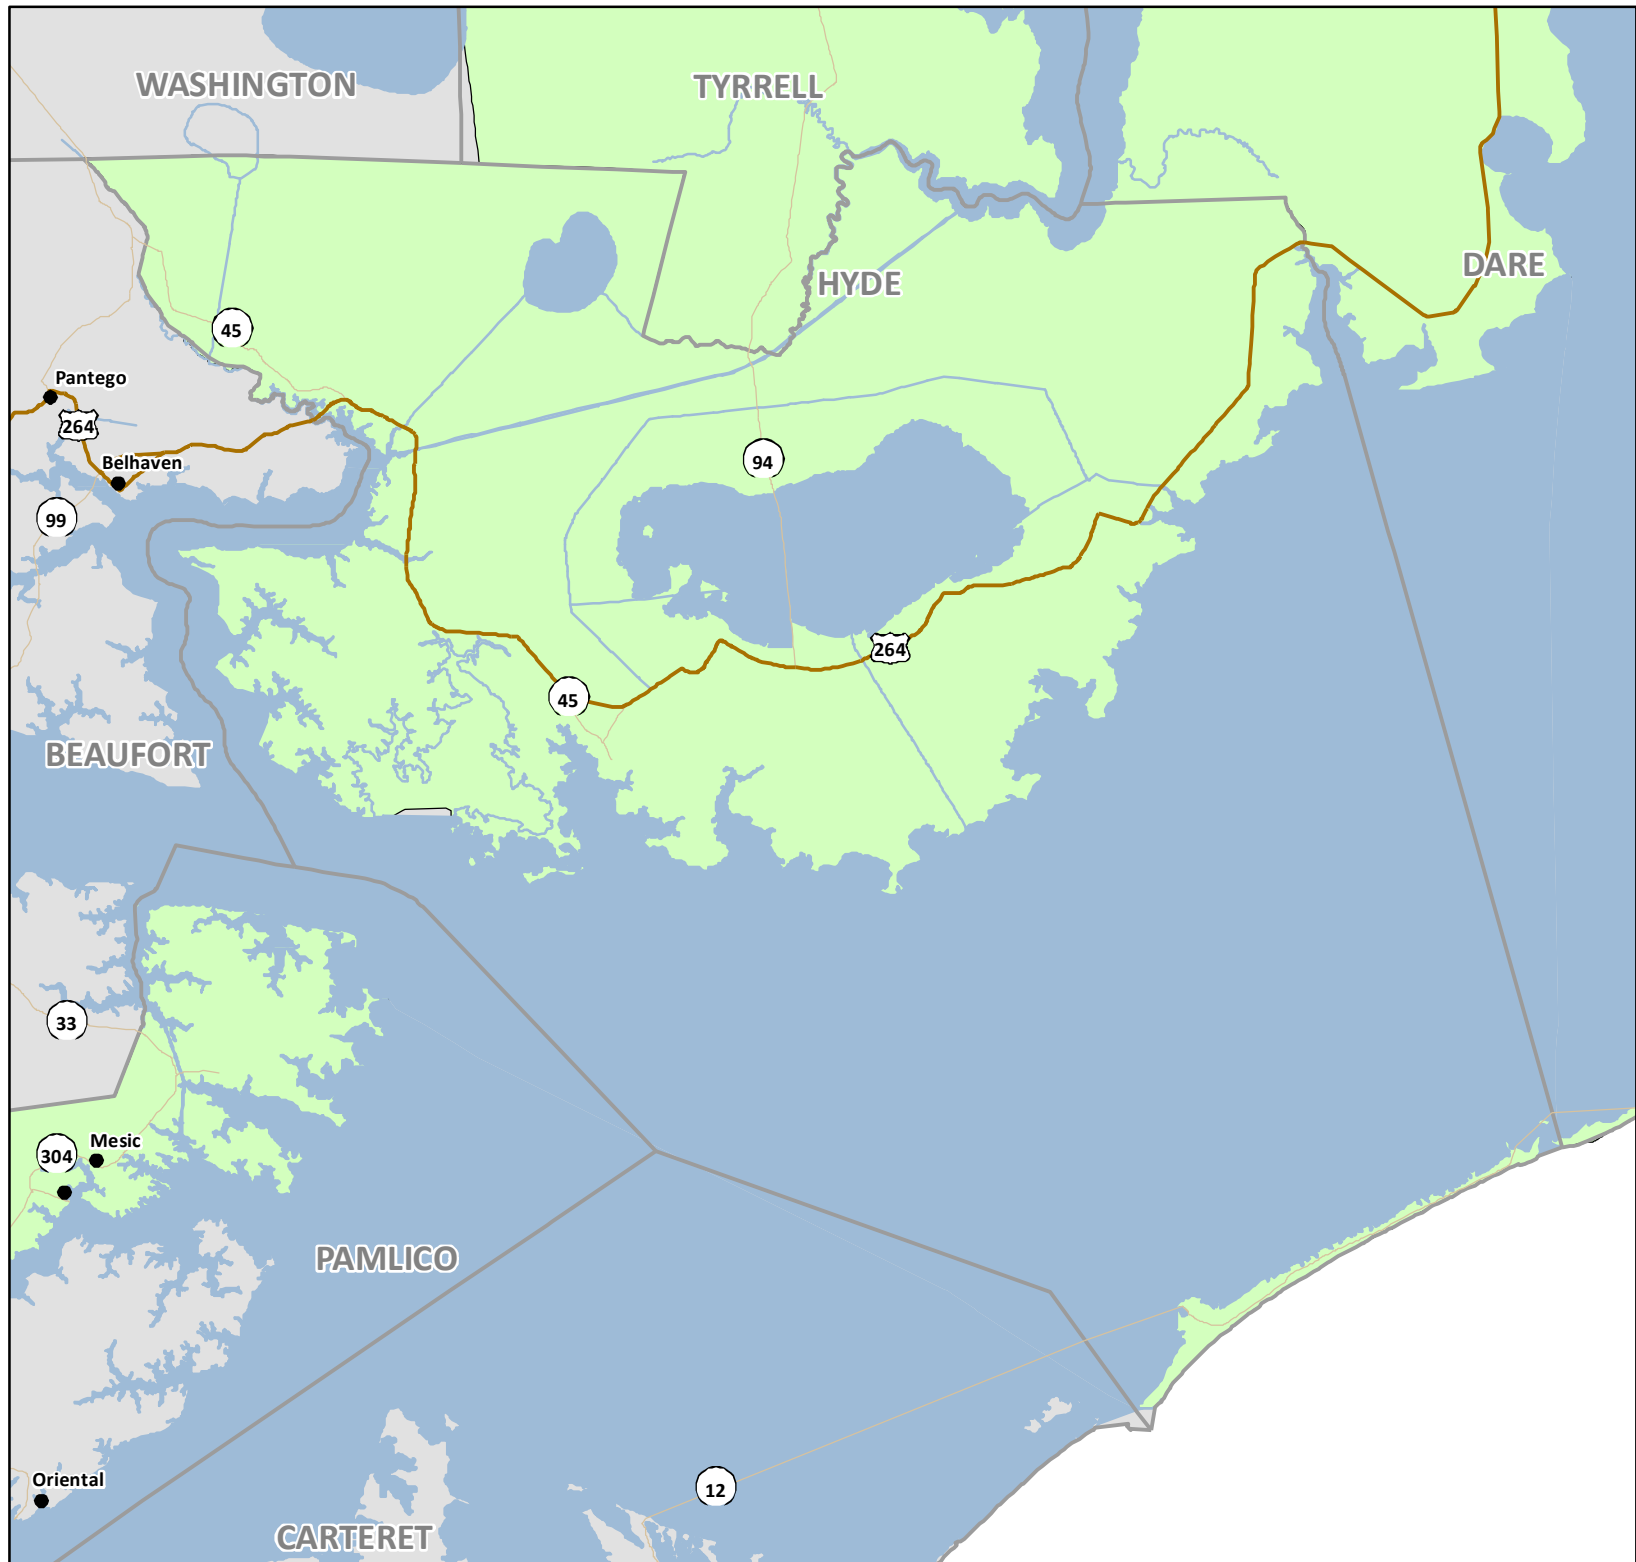 WASHINGTON
TYRRELL
DARE
HYDE
45
Pantego
264
Belhaven
94
99
264
45
BEAUFORT
33
Mesic
304
PAMLICO
Oriental
12
CARTERET